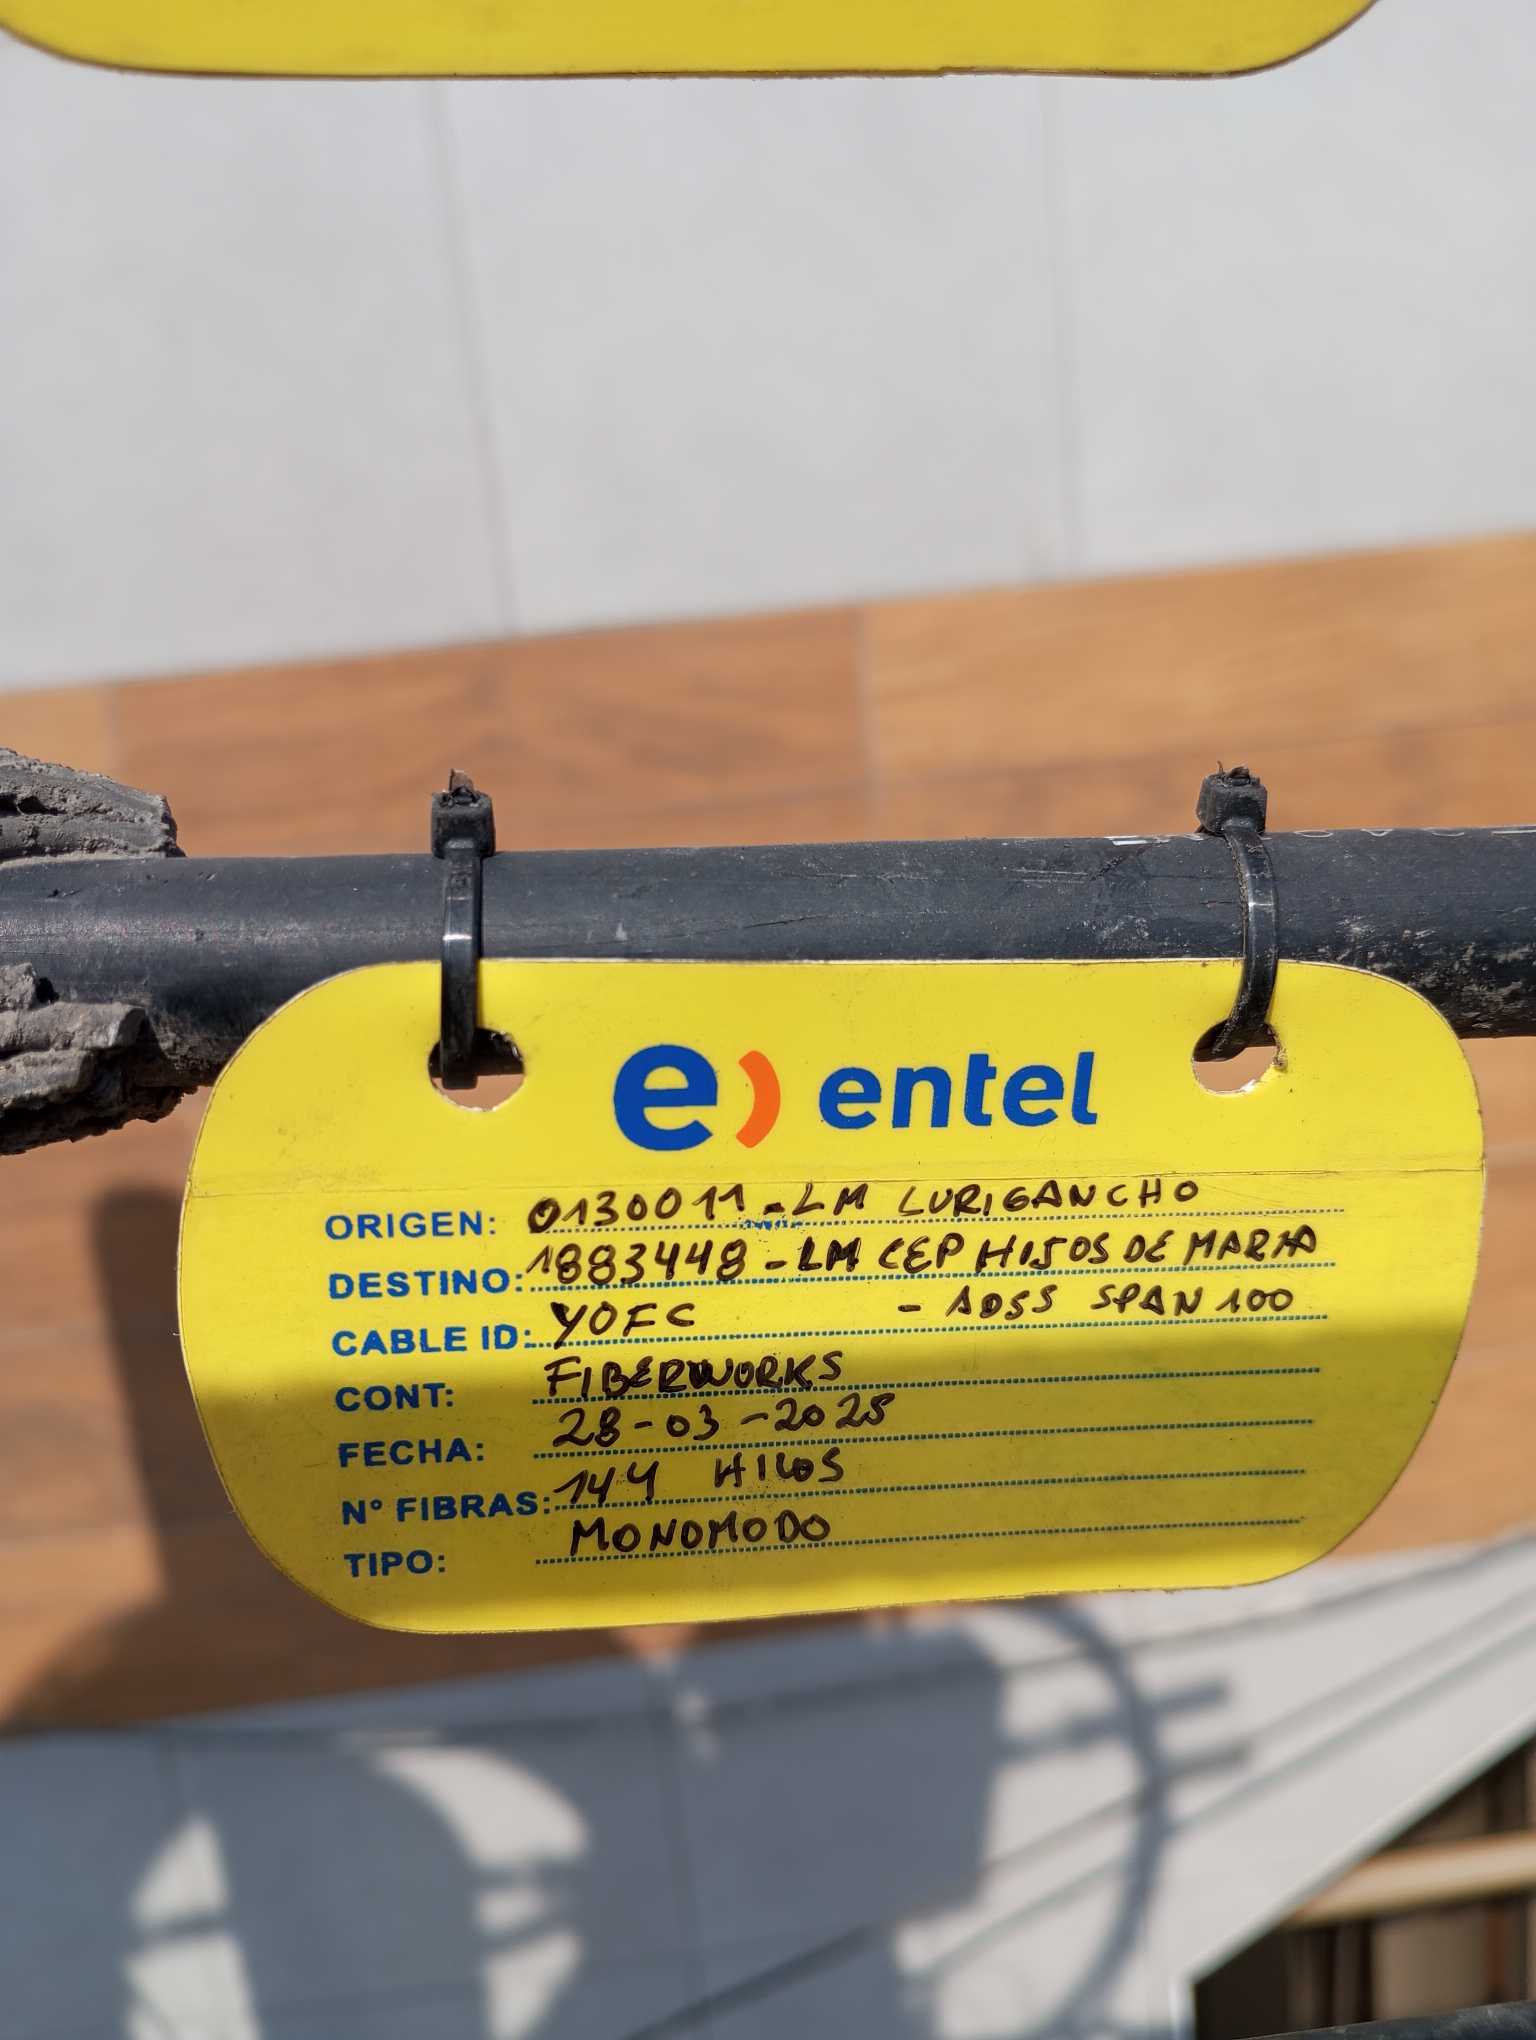 e) entel
ORIGEN: 0130011 - LM LURIGANCHO
DESTINO: 1883448 - LM CEP HIJOS DE MARIA
CABLE ID: YOFC - ADSS SPAN 100
CONT: FIBERWORKS
FECHA: 28-03-2025
N° FIBRAS: 144 HILOS
TIPO: MONOMODO